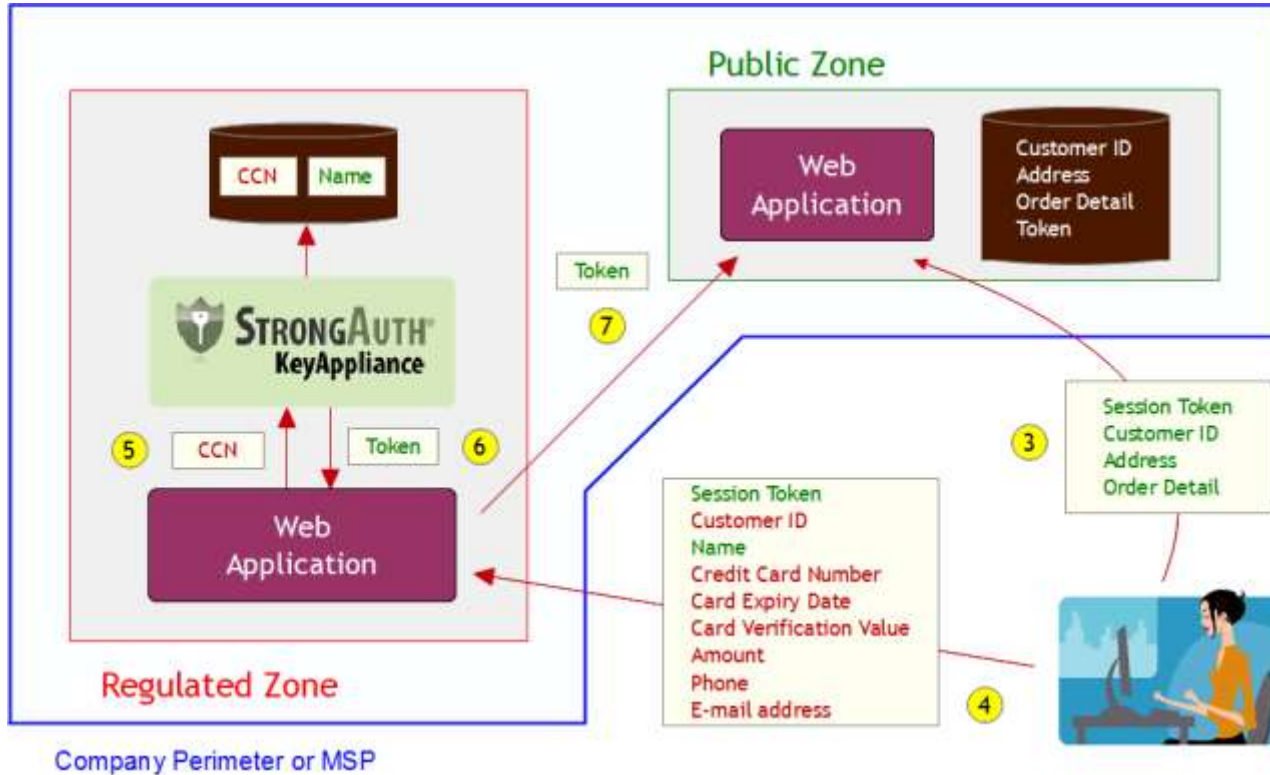 Public Zone
Web
Application
Customer ID
Address
Order Detail
Token
CCN
Name
STRONGAUTH®
KeyAppliance
Token
7
5
CCN
Token
6
Web
Application
3
Session Token
Customer ID
Address
Order Detail
Session Token
Customer ID
Name
Credit Card Number
Card Expiry Date
Card Verification Value
Amount
Phone
E-mail address
4
Regulated Zone
Company Perimeter or MSP